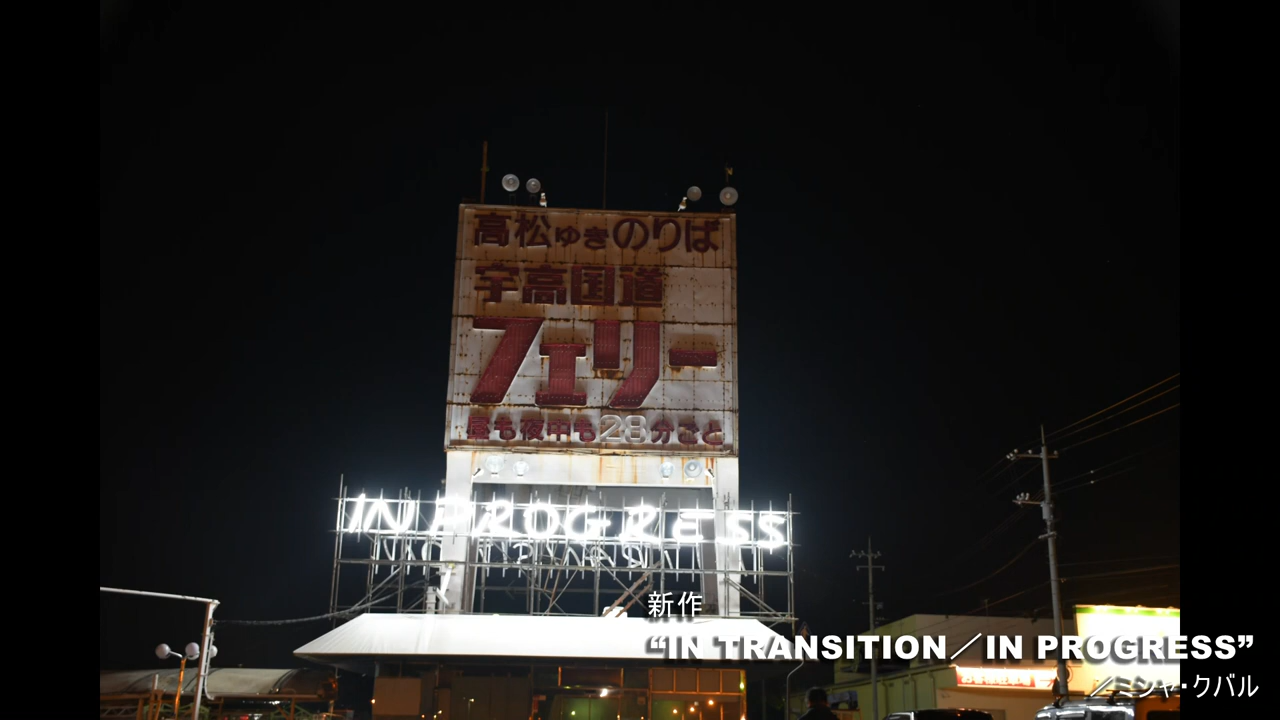 高松ゆきのりば
宇高国道
フェリー
昼も夜中も28分ごと
IN PROGRESS
IN TRANSITION
新作
“IN TRANSITION／IN PROGRESS”
／ミシャ・クバル